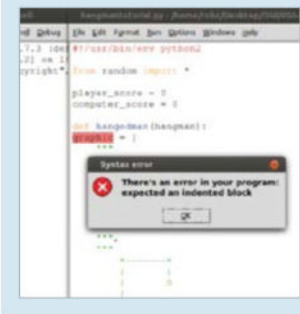 hangmantutorial.py - /home/
Debug
File Edit Format Run Options Windows Help
#!/usr/bin/env python2
from random import *
player_score = 0
computer_score = 0
def hangedman(hangman):
graphic = [
"""
Syntax error
There's an error in your program:
expected an indented block
OK
""",
"""